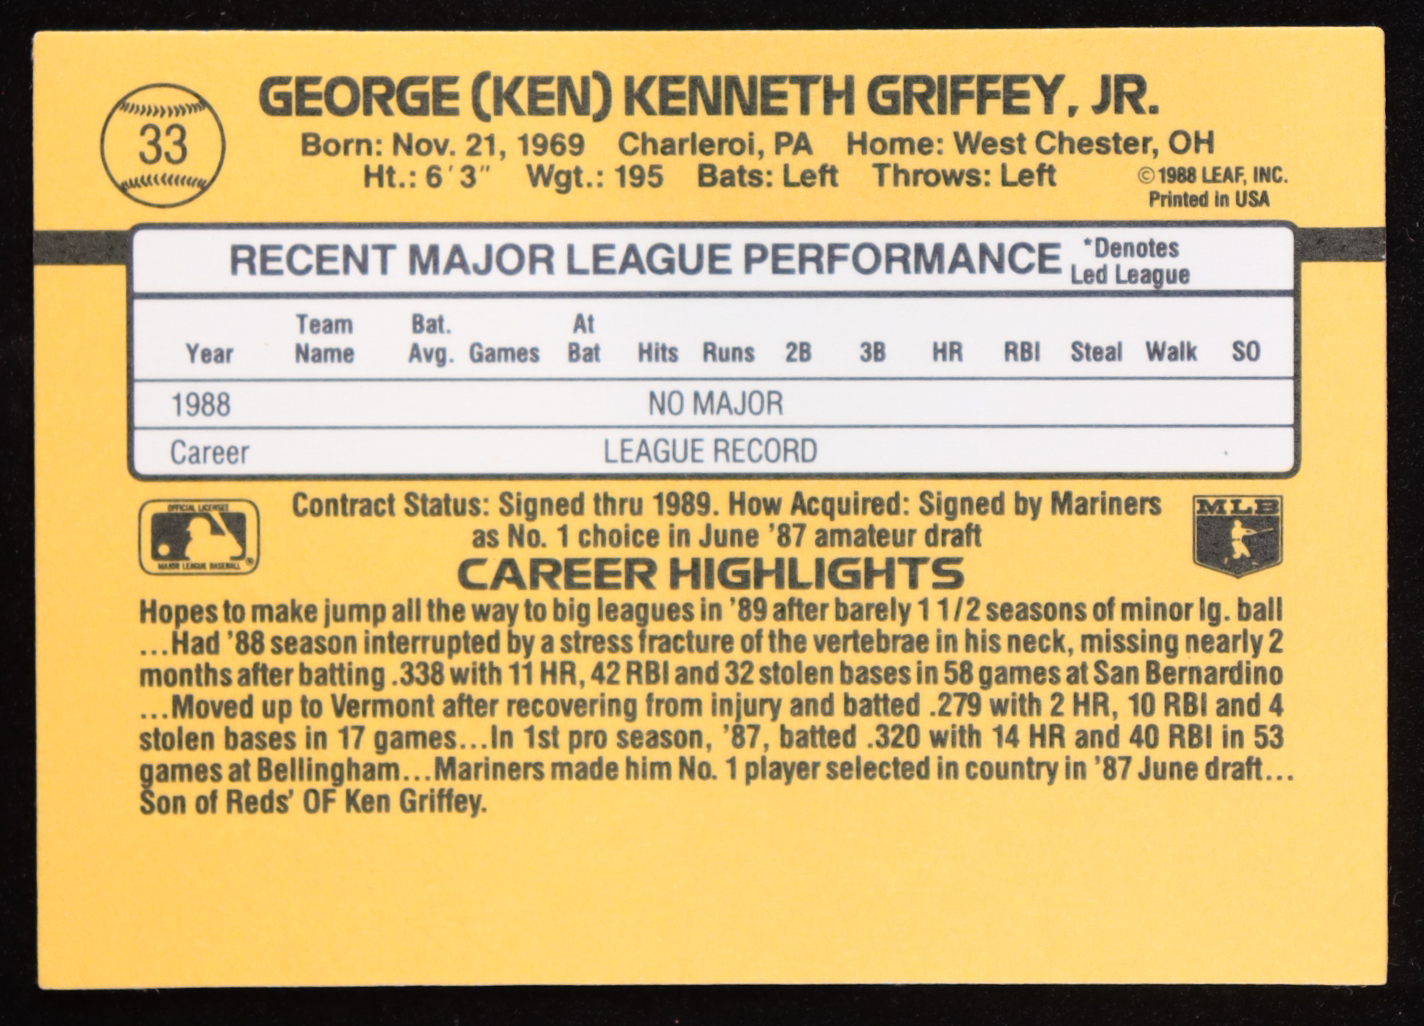 33
GEORGE (KEN) KENNETH GRIFFEY, JR.
Born: Nov. 21, 1969 Charleroi, PA Home: West Chester, OH
Ht.: 6'3" Wgt.: 195 Bats: Left Throws: Left
©1988 LEAF, INC.
Printed in USA
RECENT MAJOR LEAGUE PERFORMANCE *Denotes Led League
Year Team Name Bat. Avg. Games At Bat Hits Runs 2B 3B HR RBI Steal Walk SO
1988 NO MAJOR
Career LEAGUE RECORD
OFFICIAL LICENSEE
MAJOR LEAGUE BASEBALL ®
MLB
Contract Status: Signed thru 1989. How Acquired: Signed by Mariners
as No. 1 choice in June '87 amateur draft
CAREER HIGHLIGHTS
Hopes to make jump all the way to big leagues in '89 after barely 1 1/2 seasons of minor lg. ball
...Had '88 season interrupted by a stress fracture of the vertebrae in his neck, missing nearly 2
months after batting .338 with 11 HR, 42 RBI and 32 stolen bases in 58 games at San Bernardino
...Moved up to Vermont after recovering from injury and batted .279 with 2 HR, 10 RBI and 4
stolen bases in 17 games...In 1st pro season, '87, batted .320 with 14 HR and 40 RBI in 53
games at Bellingham...Mariners made him No. 1 player selected in country in '87 June draft...
Son of Reds' OF Ken Griffey.